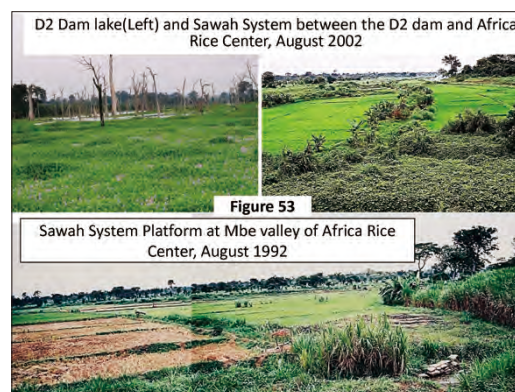 D2 Dam lake(Left) and Sawah System between the D2 dam and Africa
Rice Center, August 2002
Figure 53
Sawah System Platform at Mbe valley of Africa Rice
Center, August 1992